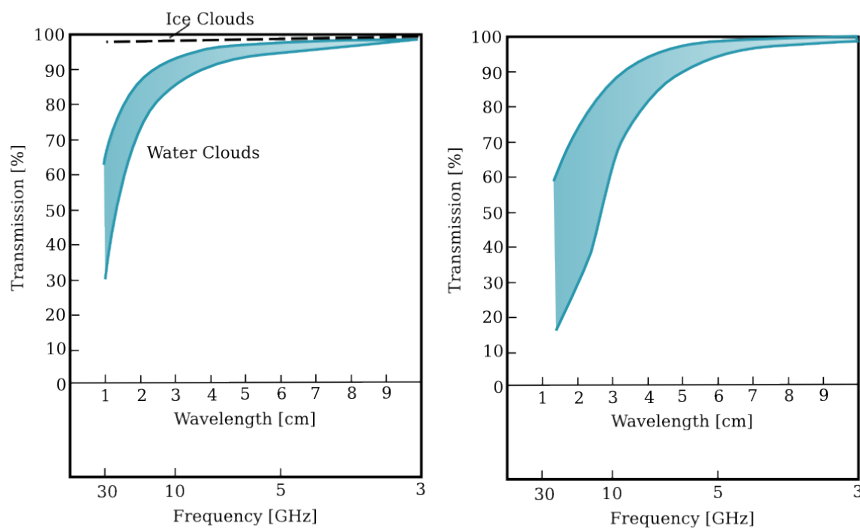 Ice Clouds
100
90
80
70
60
50
40
30
20
10
0
Transmission [%]
Water Clouds
1 2 3 4 5 6 7 8 9
Wavelength [cm]
30 10 5 3
Frequency [GHz]
100
90
80
70
60
50
40
30
20
10
0
Transmission [%]
1 2 3 4 5 6 7 8 9
Wavelength [cm]
30 10 5 3
Frequency [GHz]